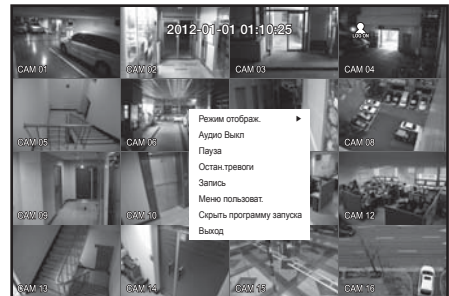 2012-01-01 01:10:25
LOG ON
CAM 01
CAM 02
CAM 03
CAM 04
CAM 05
CAM 06
CAM 08
Режим отображ. ▶
Аудио Выкл
Пауза
Остан.тревоги
Запись
Меню пользоват.
Скрыть программу запуска
Выход
CAM 09
CAM 10
CAM 12
CAM 13
CAM 14
CAM 15
CAM 16